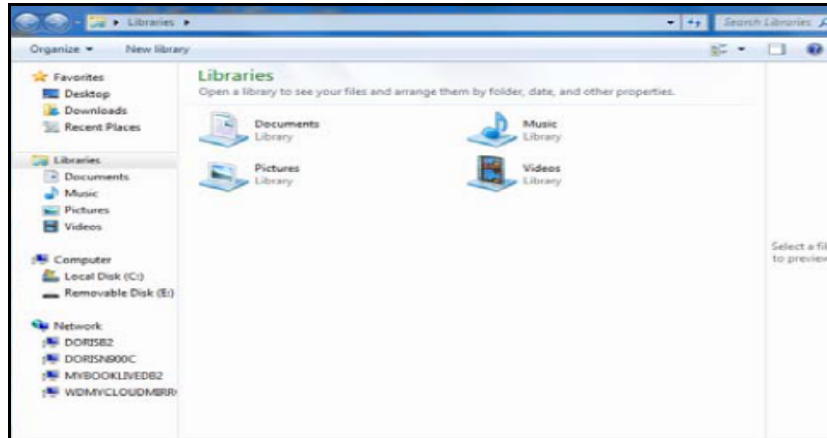 Libraries
Search Libraries
Organize
New library
Favorites
Desktop
Downloads
Recent Places
Libraries
Documents
Music
Pictures
Videos
Computer
Local Disk (C:)
Removable Disk (E:)
Network
DORISB2
DORISN900C
MYBOOKLIVEDB2
WDMYCLOUDMIRR
Libraries
Open a library to see your files and arrange them by folder, date, and other properties.
Documents
Library
Music
Library
Pictures
Library
Videos
Library
Select a fil
to preview